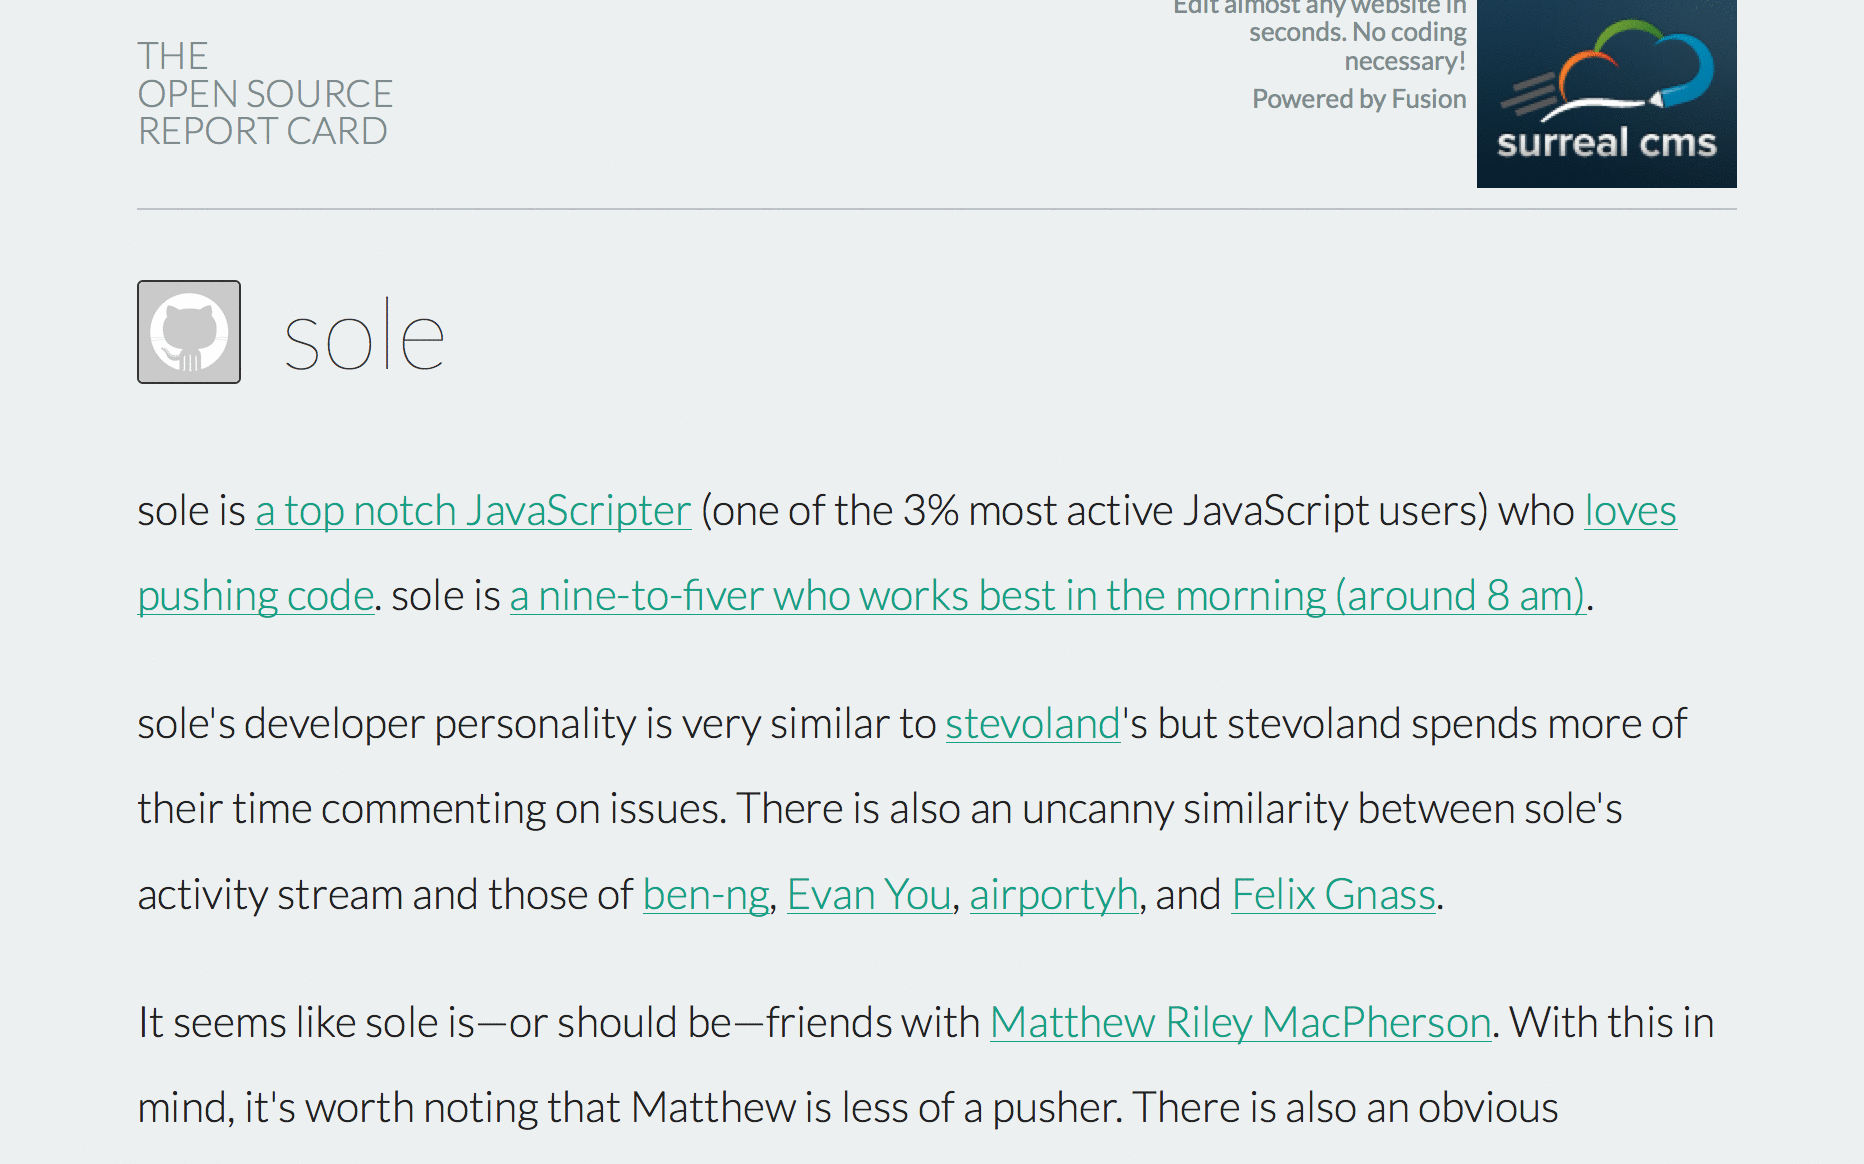 THE
OPEN SOURCE
REPORT CARD
Edit almost any website in
seconds. No coding
necessary!
Powered by Fusion
surreal cms
sole
sole is a top notch JavaScripter (one of the 3% most active JavaScript users) who loves
pushing code. sole is a nine-to-fiver who works best in the morning (around 8 am).
sole's developer personality is very similar to stevoland's but stevoland spends more of
their time commenting on issues. There is also an uncanny similarity between sole's
activity stream and those of ben-ng, Evan You, airportyh, and Felix Gnass.
It seems like sole is—or should be—friends with Matthew Riley MacPherson. With this in
mind, it's worth noting that Matthew is less of a pusher. There is also an obvious